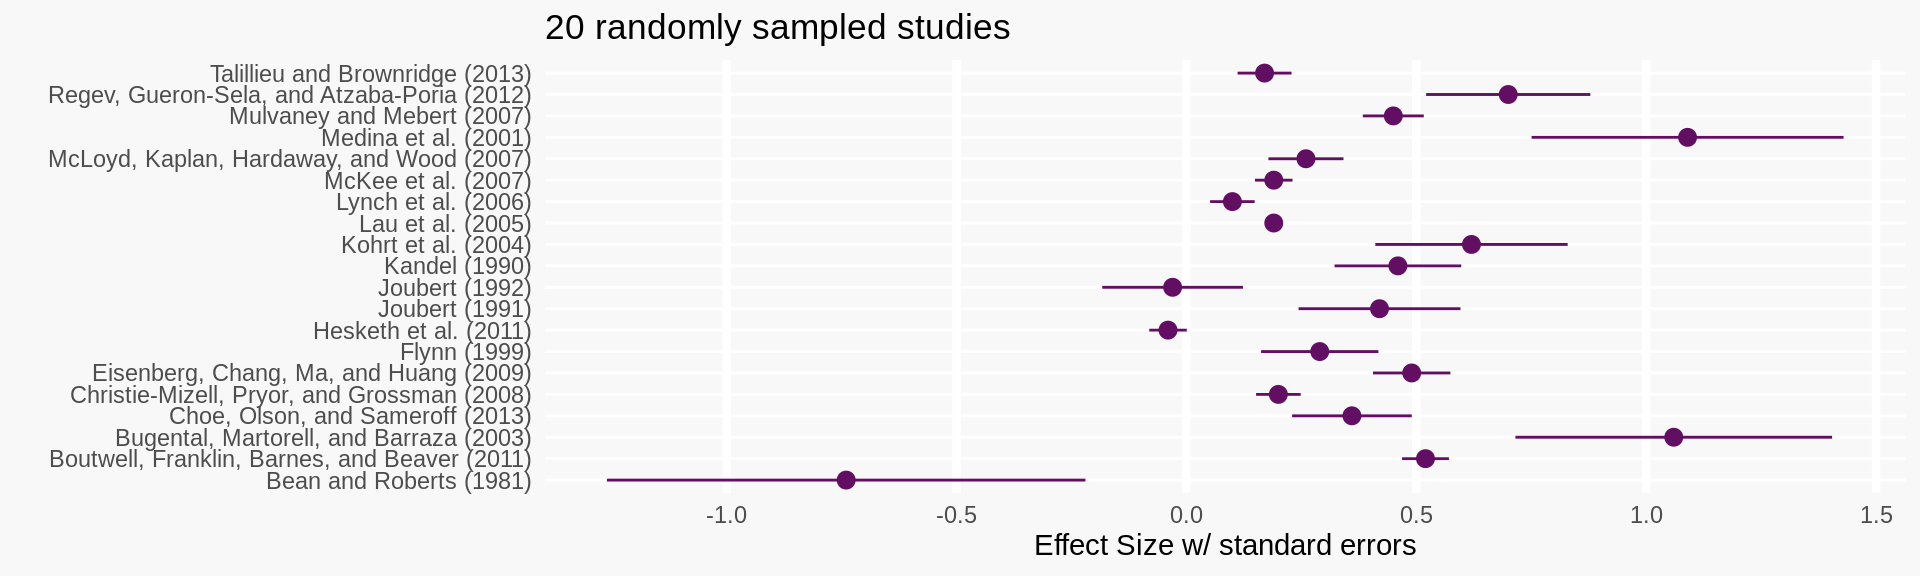 20 randomly sampled studies
Talillieu and Brownridge (2013)
Regev, Gueron-Sela, and Atzaba-Poria (2012)
Mulvaney and Mebert (2007)
Medina et al. (2001)
McLoyd, Kaplan, Hardaway, and Wood (2007)
McKee et al. (2007)
Lynch et al. (2006)
Lau et al. (2005)
Kohrt et al. (2004)
Kandel (1990)
Joubert (1992)
Joubert (1991)
Hesketh et al. (2011)
Flynn (1999)
Eisenberg, Chang, Ma, and Huang (2009)
Christie-Mizell, Pryor, and Grossman (2008)
Choe, Olson, and Sameroff (2013)
Bugental, Martorell, and Barraza (2003)
Boutwell, Franklin, Barnes, and Beaver (2011)
Bean and Roberts (1981)
-1.0 -0.5 0.0 0.5 1.0 1.5
Effect Size w/ standard errors